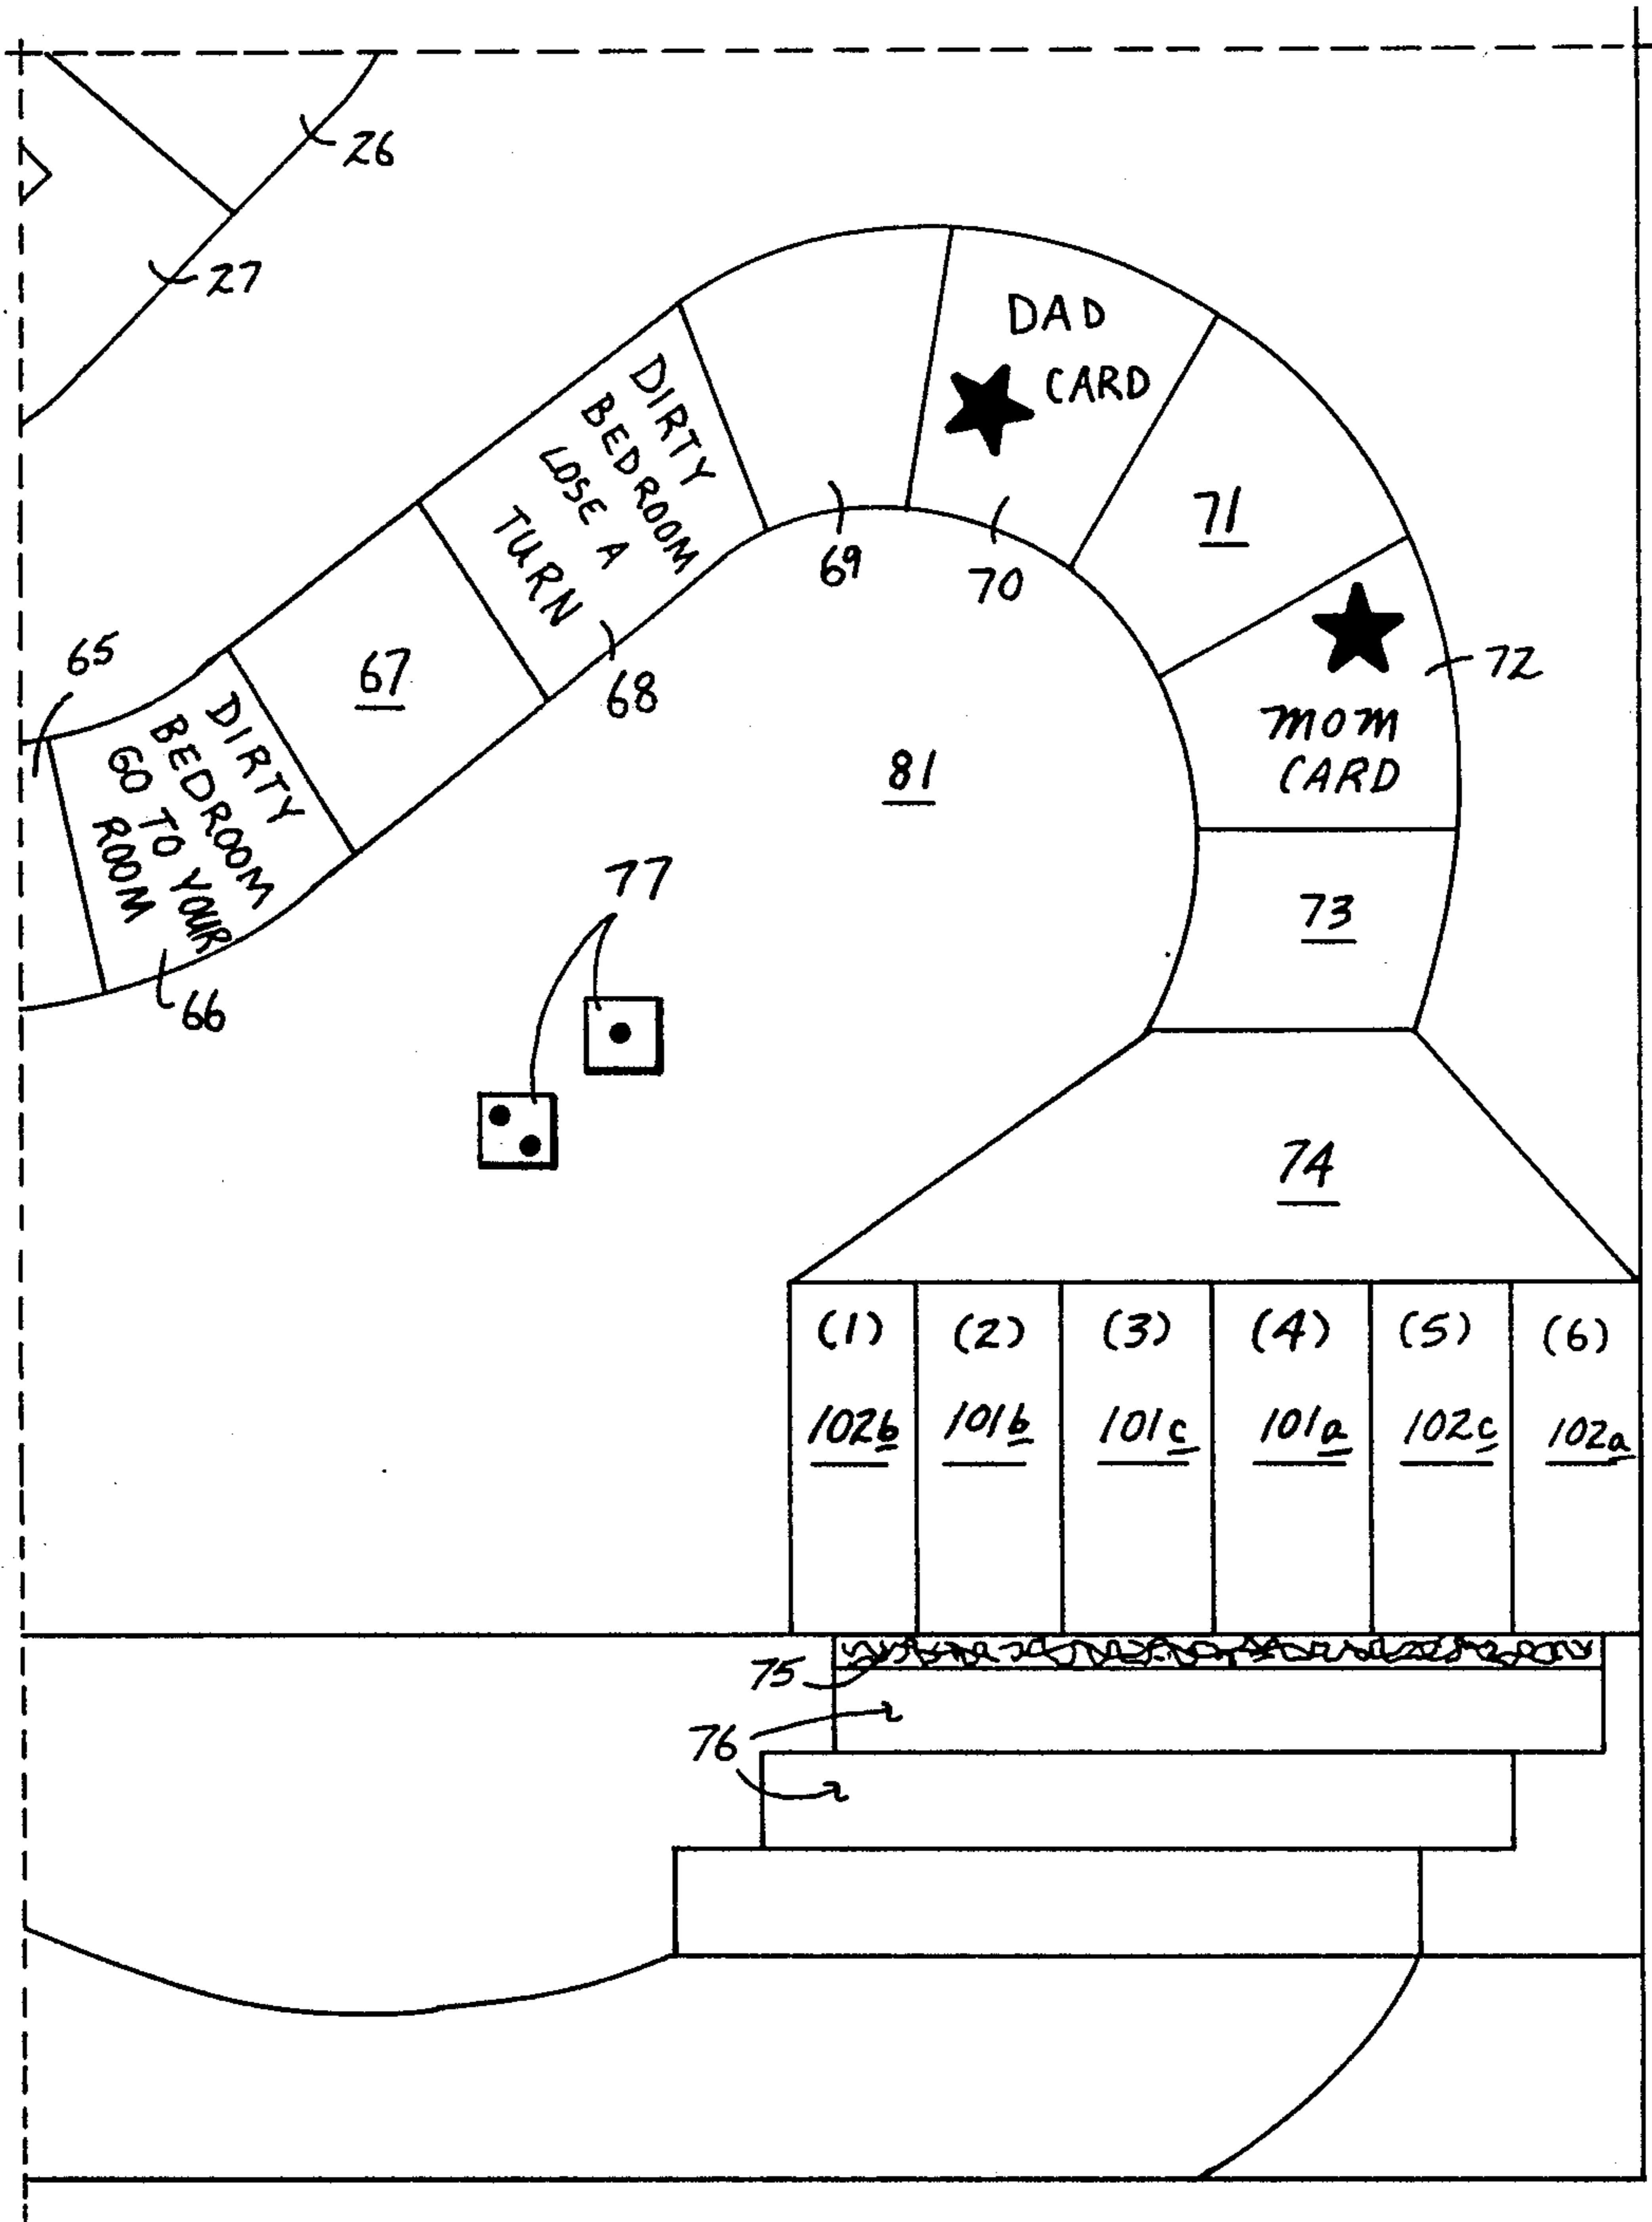 26
27
DAD
CARD
DIRTY
BEDROOM
LOSE A
TURN
71
69
70
72
MOM
CARD
65
67
68
DIRTY
BEDROOM
GO TO YOUR
ROOM
81
77
73
66
74
(1) (2) (3) (4) (5) (6)
102b 101b 101c 101a 102c 102a
75
76